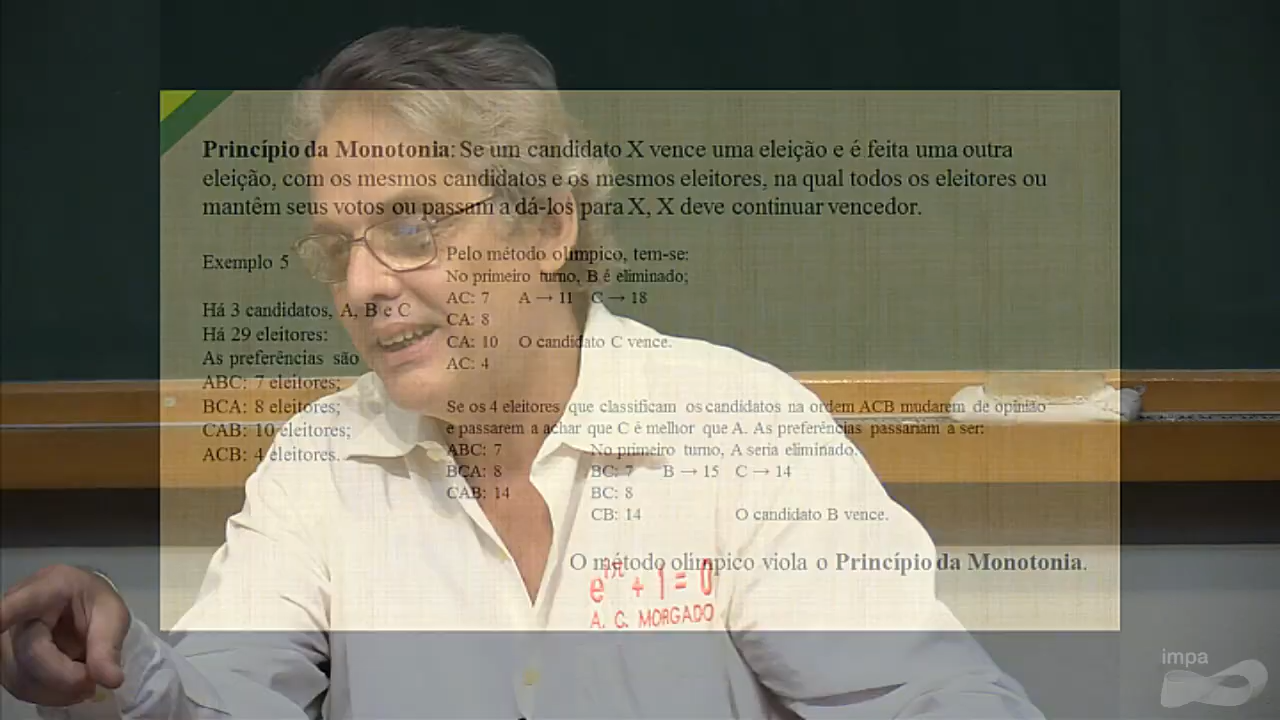 Princípio da Monotonia: Se um candidato X vence uma eleição e é feita uma outra
eleição, com os mesmos candidatos e os mesmos eleitores, na qual todos os eleitores ou
mantêm seus votos ou passam a dá-los para X, X deve continuar vencedor.
Exemplo 5
Há 3 candidatos, A, B e C
Há 29 eleitores:
As preferências são
ABC: 7 eleitores;
BCA: 8 eleitores;
CAB: 10 eleitores;
ACB: 4 eleitores.
Pelo método olímpico, tem-se:
No primeiro turno, B é eliminado;
AC: 7 A → 11 C → 18
CA: 8
CA: 10 O candidato C vence.
AC: 4
Se os 4 eleitores que classificam os candidatos na ordem ACB mudarem de opinião
e passarem a achar que C é melhor que A. As preferências passariam a ser:
ABC: 7 No primeiro turno, A seria eliminado.
BCA: 8 BC: 7 B → 15 C → 14
CAB: 14 BC: 8
CB: 14 O candidato B vence.
O método olímpico viola o Princípio da Monotonia.
e^iπ + 1 = 0
A. C. MORGADO
impa